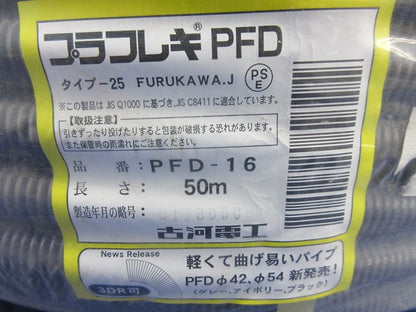 プラフレキ® PFD
タイプ-25 FURUKAWA.J PS E
※この製品は JIS Q1000 に基づき、JIS C8411 に適合しています。
【取扱注意】
引きずったり投げたりすると包装が破損する恐れがあります。
また保管時の雨濡れにご注意ください。
品番: PFD-16
長さ: 50m
製造年月の略号:
古河電工
News Release
3DR可
軽くて曲げ易いパイプ
PFDφ42、φ54 新発売!
(グレー、アイボリー、ブラック)